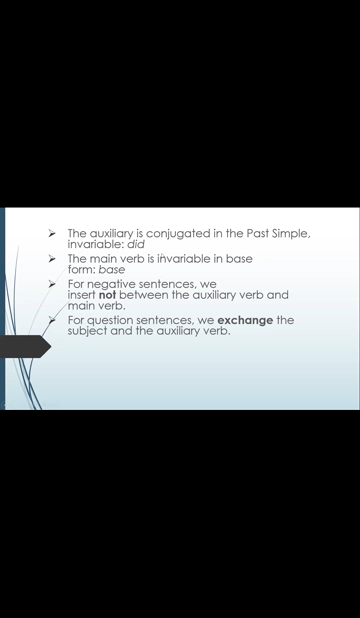 ➢ The auxiliary is conjugated in the Past Simple,
invariable: did
➢ The main verb is invariable in base
form: base
➢ For negative sentences, we
insert not between the auxiliary verb and
main verb.
➢ For question sentences, we exchange the
subject and the auxiliary verb.